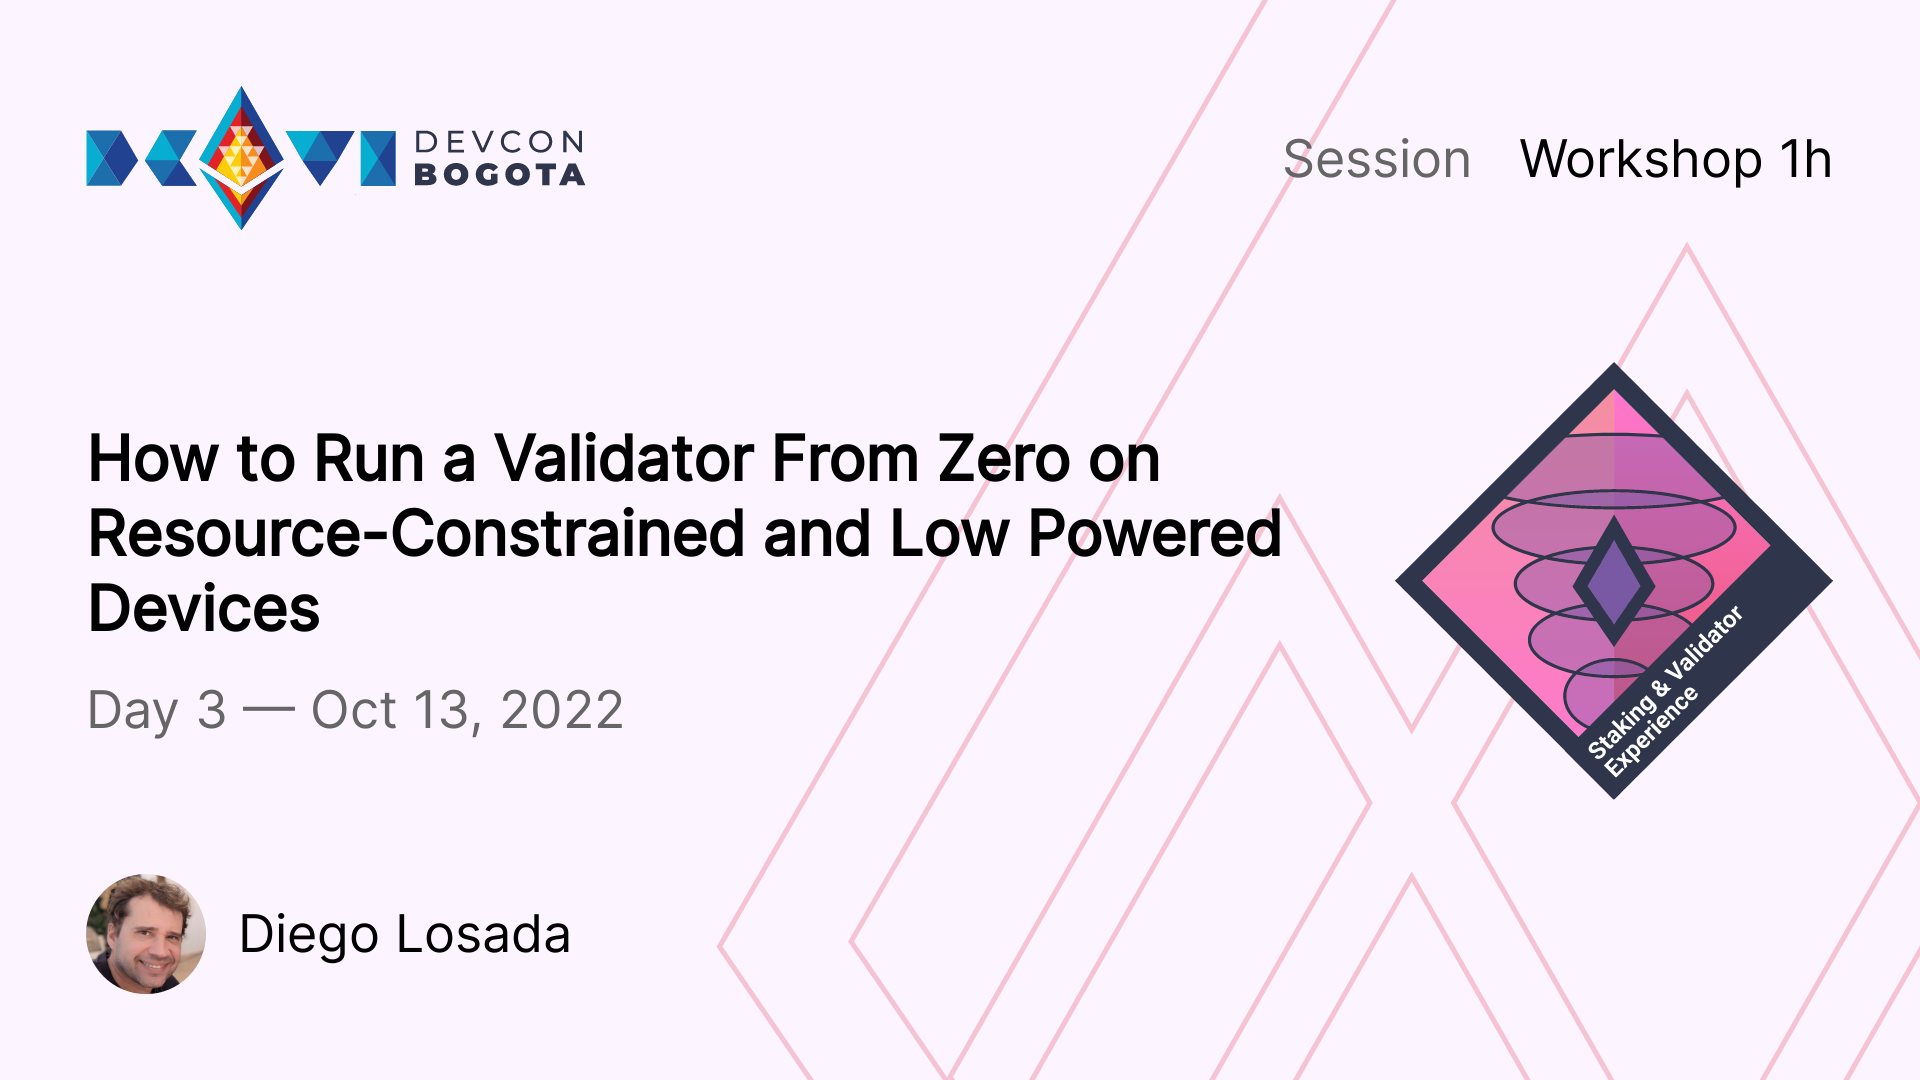 DEVCON
BOGOTA
Session Workshop 1h
How to Run a Validator From Zero on
Resource-Constrained and Low Powered
Devices
Day 3 — Oct 13, 2022
Staking & Validator
Experience
Diego Losada